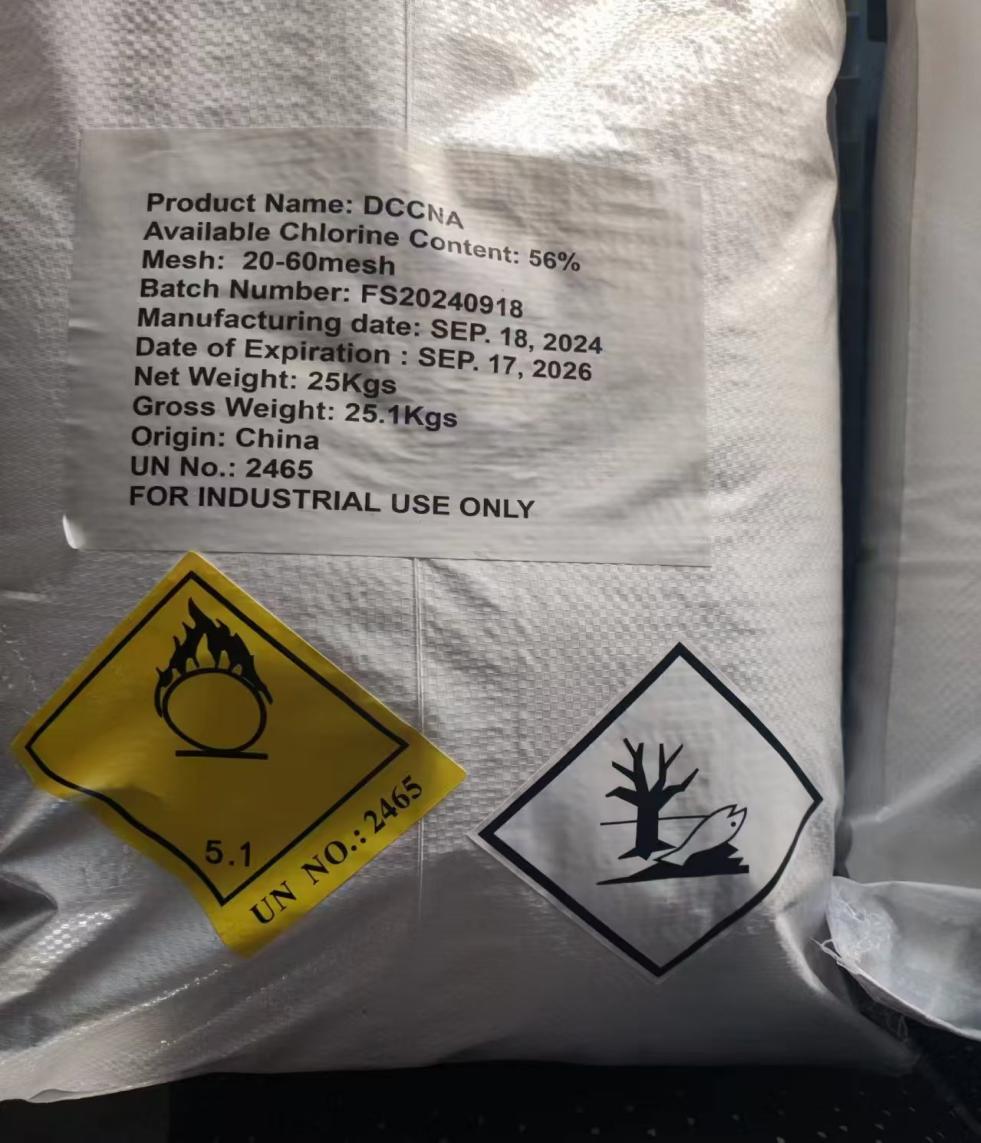 Product Name: DCCNA
Available Chlorine Content: 56%
Mesh: 20-60mesh
Batch Number: FS20240918
Manufacturing date: SEP. 18, 2024
Date of Expiration : SEP. 17, 2026
Net Weight: 25Kgs
Gross Weight: 25.1Kgs
Origin: China
UN No.: 2465
FOR INDUSTRIAL USE ONLY
5.1
UN NO.: 2465